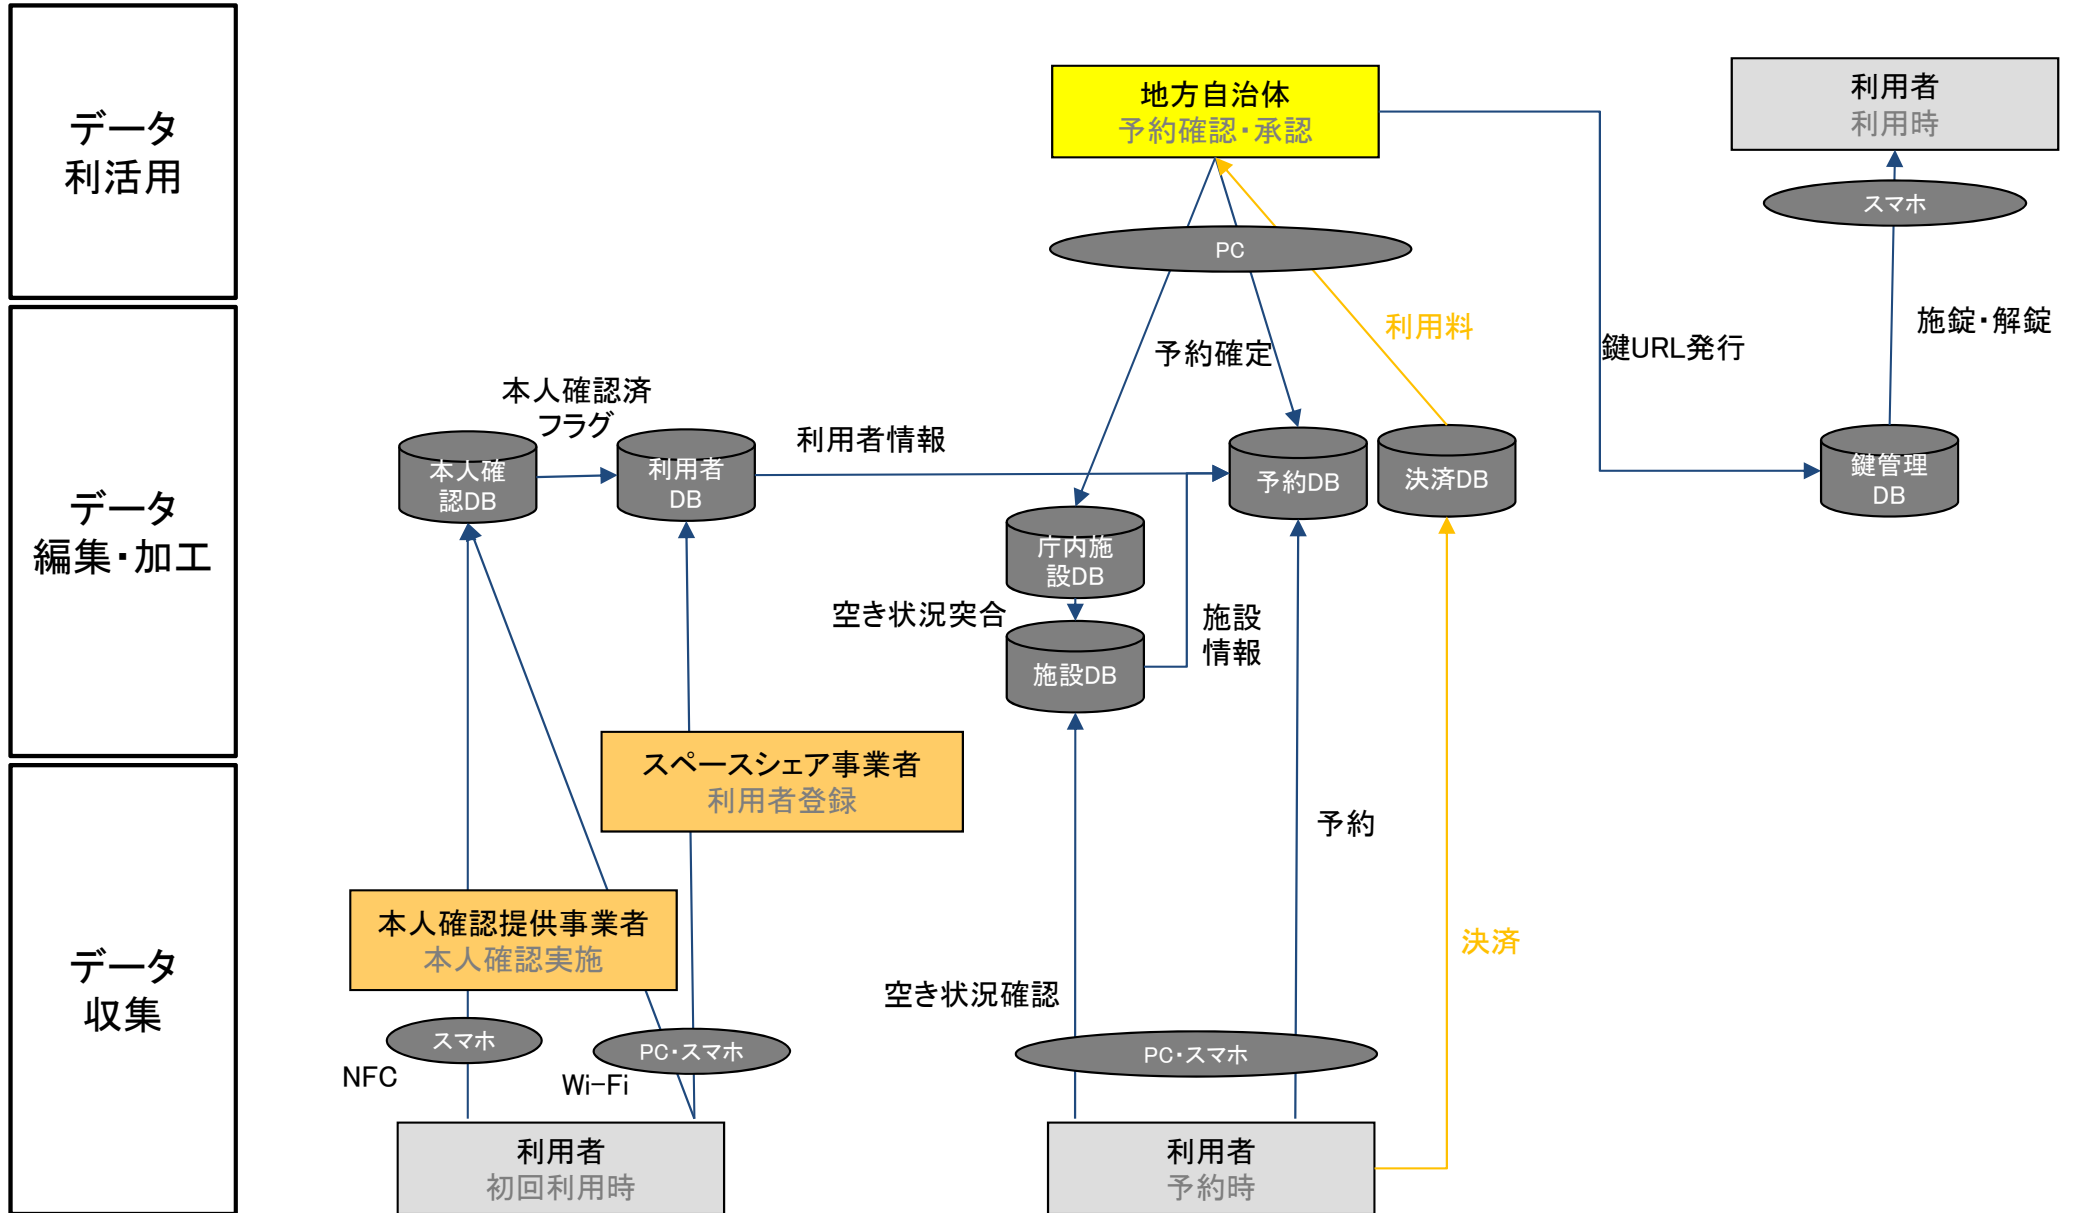 データ
利活用
地方自治体
予約確認・承認
利用者
利用時
スマホ
PC
利用料
予約確定
鍵URL発行
施錠・解錠
データ
編集・加工
本人確認済
フラグ
利用者情報
本人確
認DB
利用者
DB
予約DB
決済DB
鍵管理
DB
庁内施
設DB
空き状況突合
施設
情報
施設DB
スペースシェア事業者
利用者登録
予約
データ
収集
本人確認提供事業者
本人確認実施
決済
空き状況確認
スマホ
PC・スマホ
PC・スマホ
NFC
Wi-Fi
利用者
初回利用時
利用者
予約時